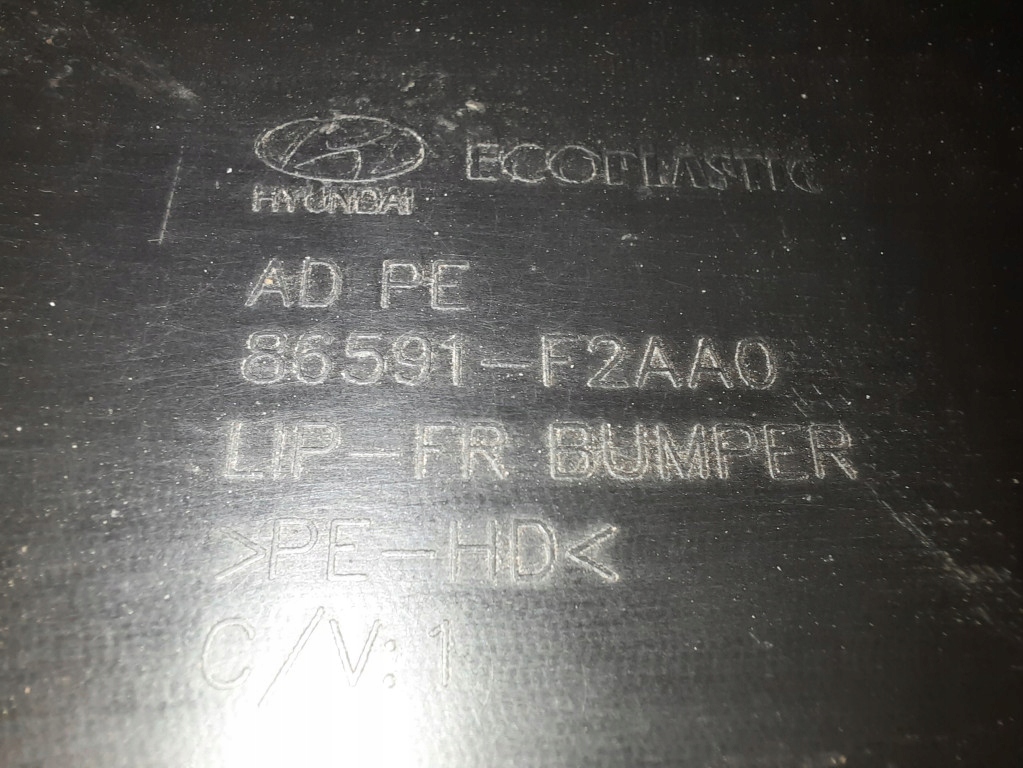 HYUNDAI ECOPLASTIC
AD PE
86591-F2AA0
LIP-FR BUMPER
>PE-HD<
C/V:1